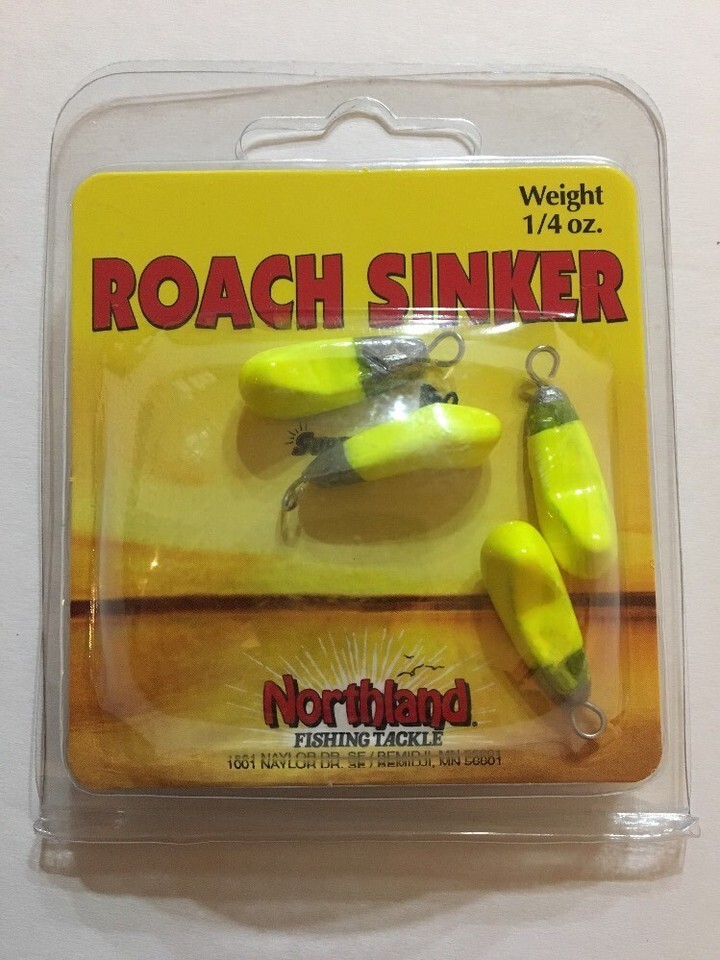 Weight
1/4 oz.
ROACH SINKER
Northland®
FISHING TACKLE
1001 NAYLOR DR. SE / BEMIDJI, MN 56601